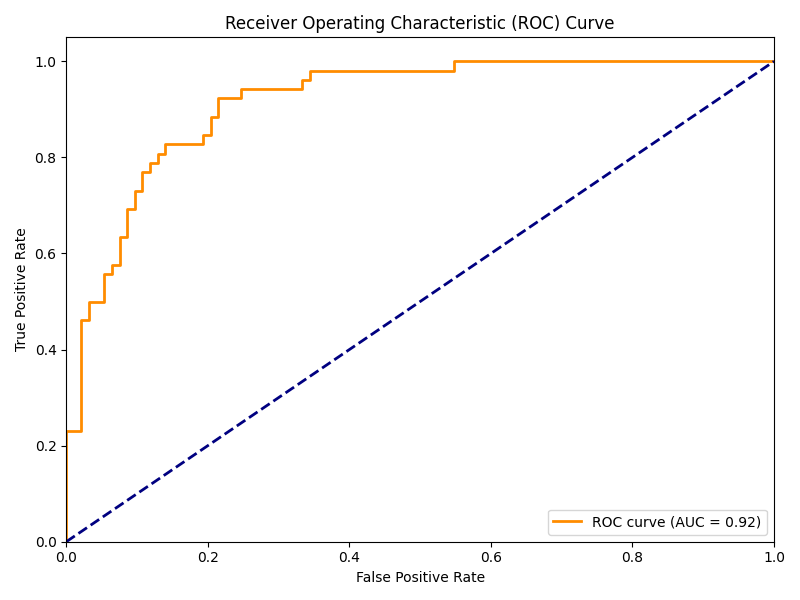 Receiver Operating Characteristic (ROC) Curve
1.0
0.8
0.6
0.4
0.2
0.0
True Positive Rate
ROC curve (AUC = 0.92)
0.0 0.2 0.4 0.6 0.8 1.0
False Positive Rate